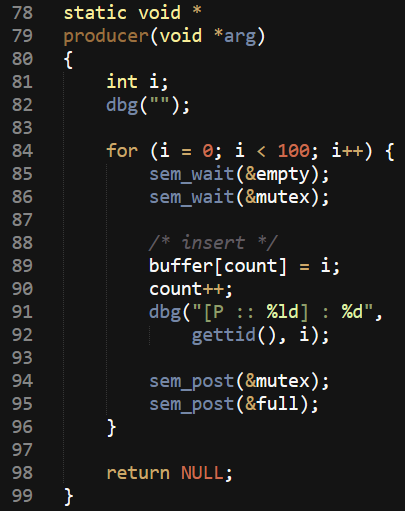 78 static void *
79 producer(void *arg)
80 {
81     int i;
82     dbg("");
83
84     for (i = 0; i < 100; i++) {
85         sem_wait(&empty);
86         sem_wait(&mutex);
87
88         /* insert */
89         buffer[count] = i;
90         count++;
91         dbg("[P :: %ld] : %d",
92             gettid(), i);
93
94         sem_post(&mutex);
95         sem_post(&full);
96     }
97
98     return NULL;
99 }